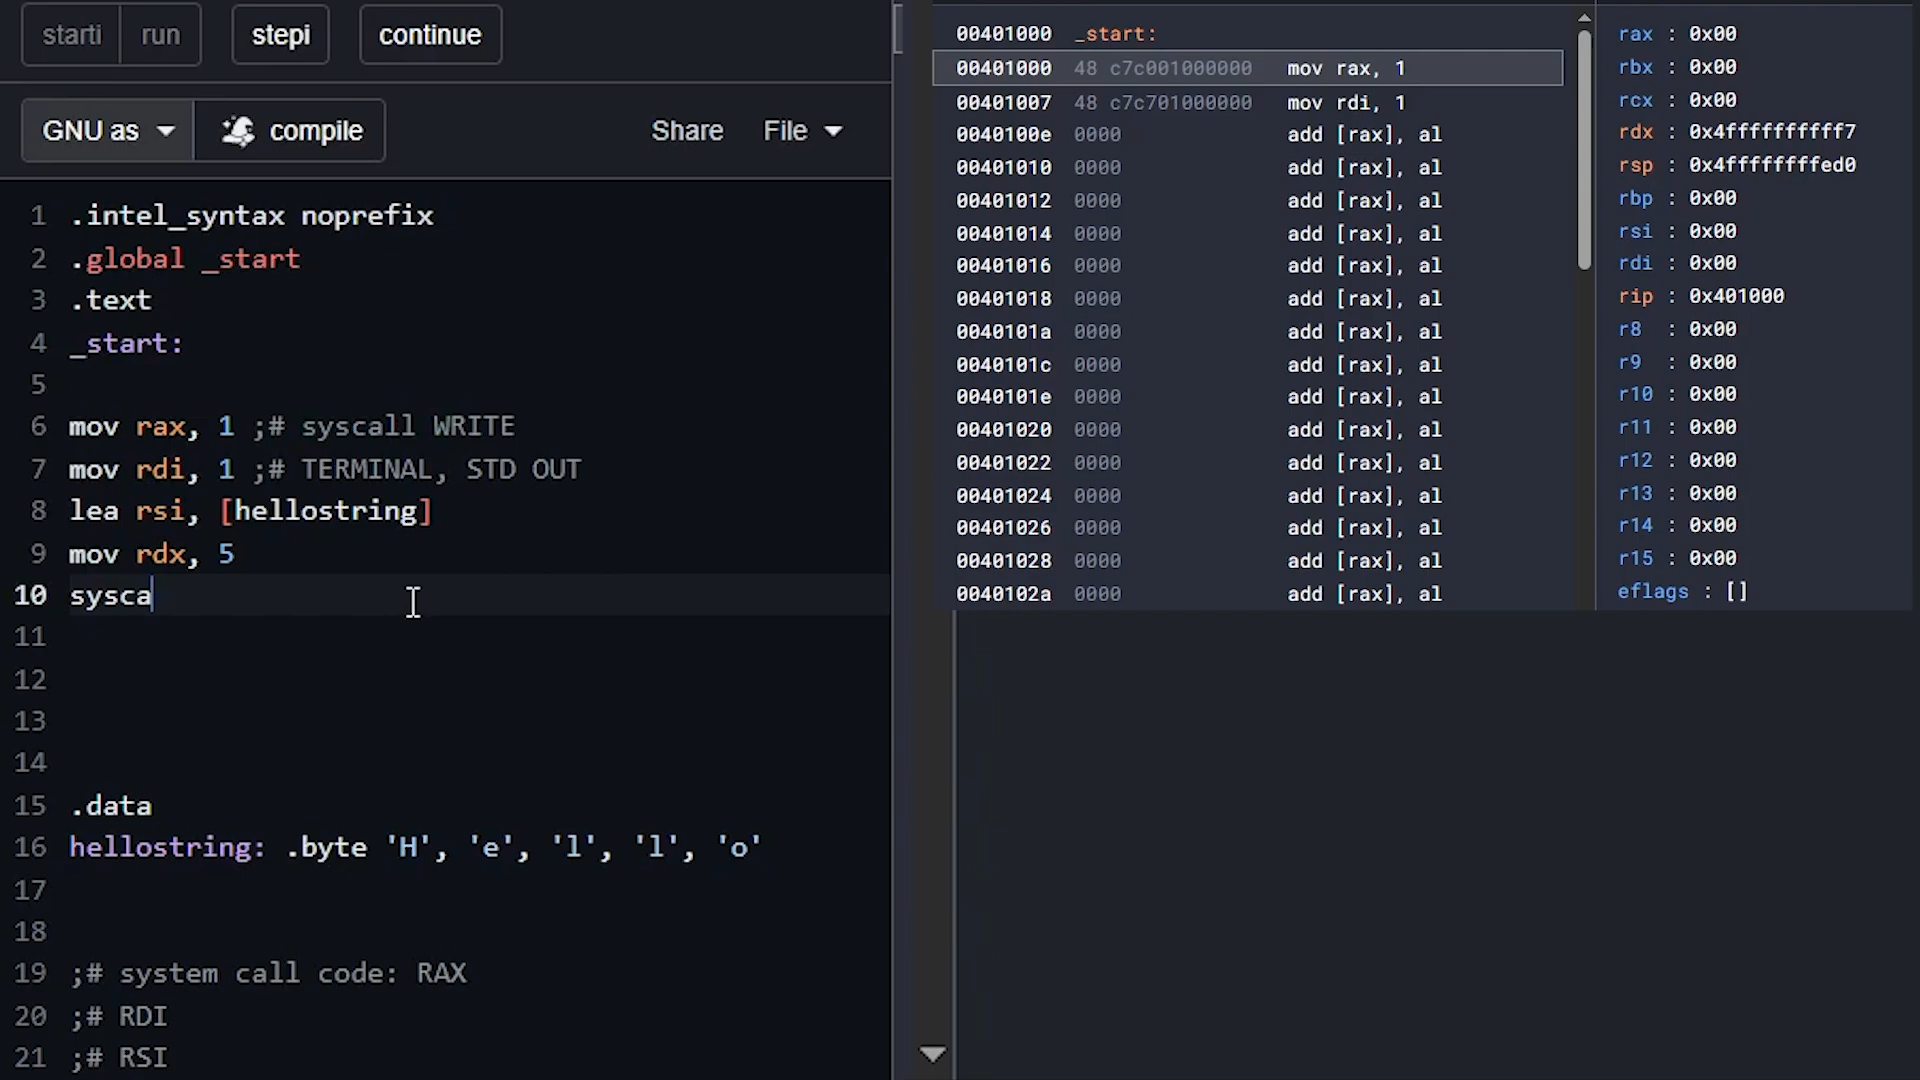 starti run stepi continue
GNU as compile Share File
1 .intel_syntax noprefix
2 .global _start
3 .text
4 _start:
5
6 mov rax, 1 ;# syscall WRITE
7 mov rdi, 1 ;# TERMINAL, STD OUT
8 lea rsi, [hellostring]
9 mov rdx, 5
10 sysca
11
12
13
14
15 .data
16 hellostring: .byte 'H', 'e', 'l', 'l', 'o'
17
18
19 ;# system call code: RAX
20 ;# RDI
21 ;# RSI
00401000 _start:
00401000 48 c7c001000000 mov rax, 1
00401007 48 c7c701000000 mov rdi, 1
0040100e 0000 add [rax], al
00401010 0000 add [rax], al
00401012 0000 add [rax], al
00401014 0000 add [rax], al
00401016 0000 add [rax], al
00401018 0000 add [rax], al
0040101a 0000 add [rax], al
0040101c 0000 add [rax], al
0040101e 0000 add [rax], al
00401020 0000 add [rax], al
00401022 0000 add [rax], al
00401024 0000 add [rax], al
00401026 0000 add [rax], al
00401028 0000 add [rax], al
0040102a 0000 add [rax], al
rax : 0x00
rbx : 0x00
rcx : 0x00
rdx : 0x4ffffffffff7
rsp : 0x4ffffffffed0
rbp : 0x00
rsi : 0x00
rdi : 0x00
rip : 0x401000
r8 : 0x00
r9 : 0x00
r10 : 0x00
r11 : 0x00
r12 : 0x00
r13 : 0x00
r14 : 0x00
r15 : 0x00
eflags : []